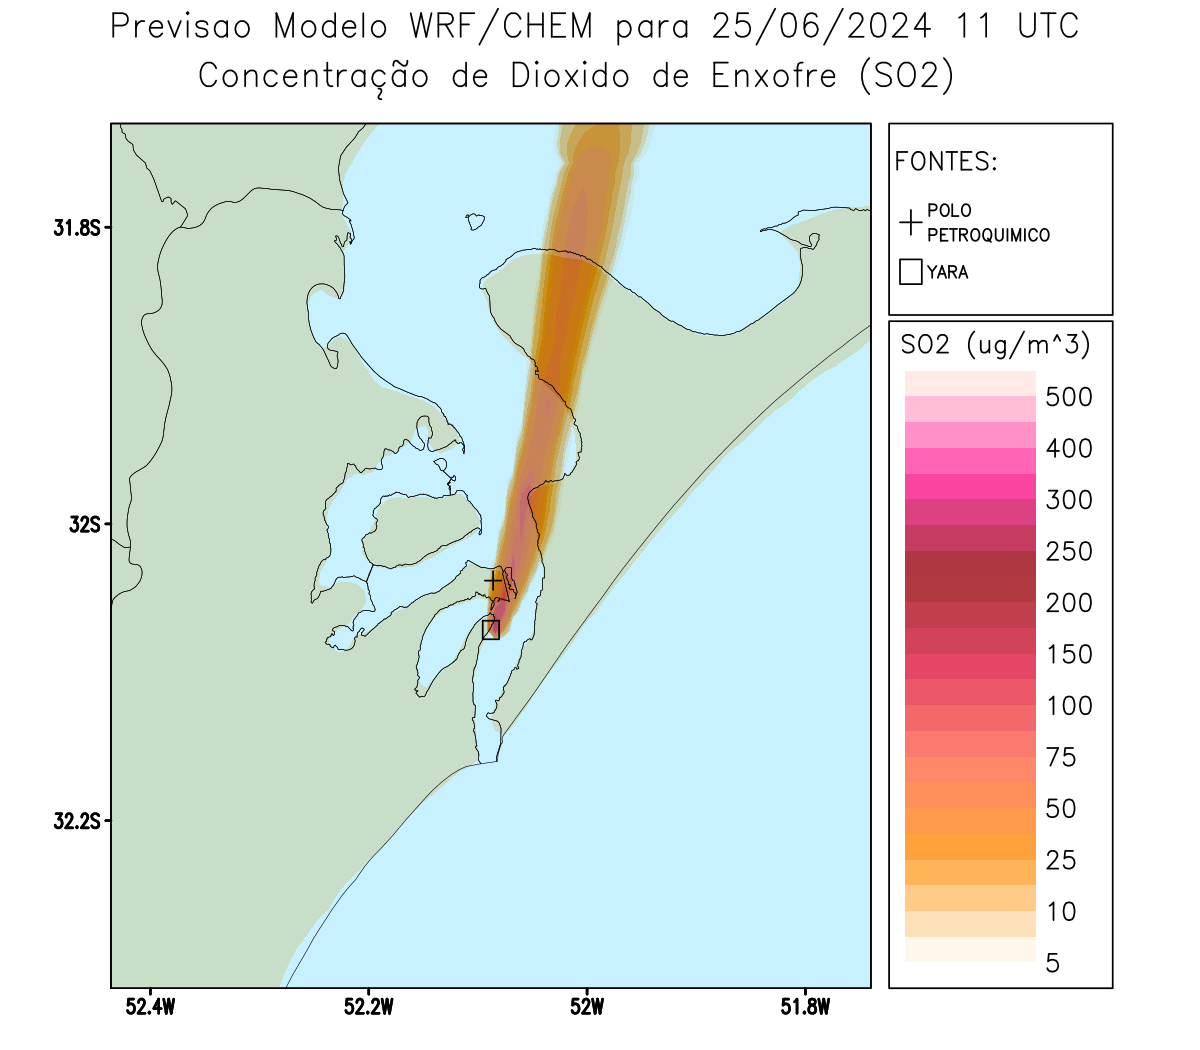 Previsao Modelo WRF/CHEM para 25/06/2024 11 UTC
Concentração de Dioxido de Enxofre (SO2)
FONTES:
POLO
PETROQUIMICO
YARA
31.8S
32S
32.2S
52.4W
52.2W
52W
51.8W
SO2 (ug/m^3)
500
400
300
250
200
150
100
75
50
25
10
5